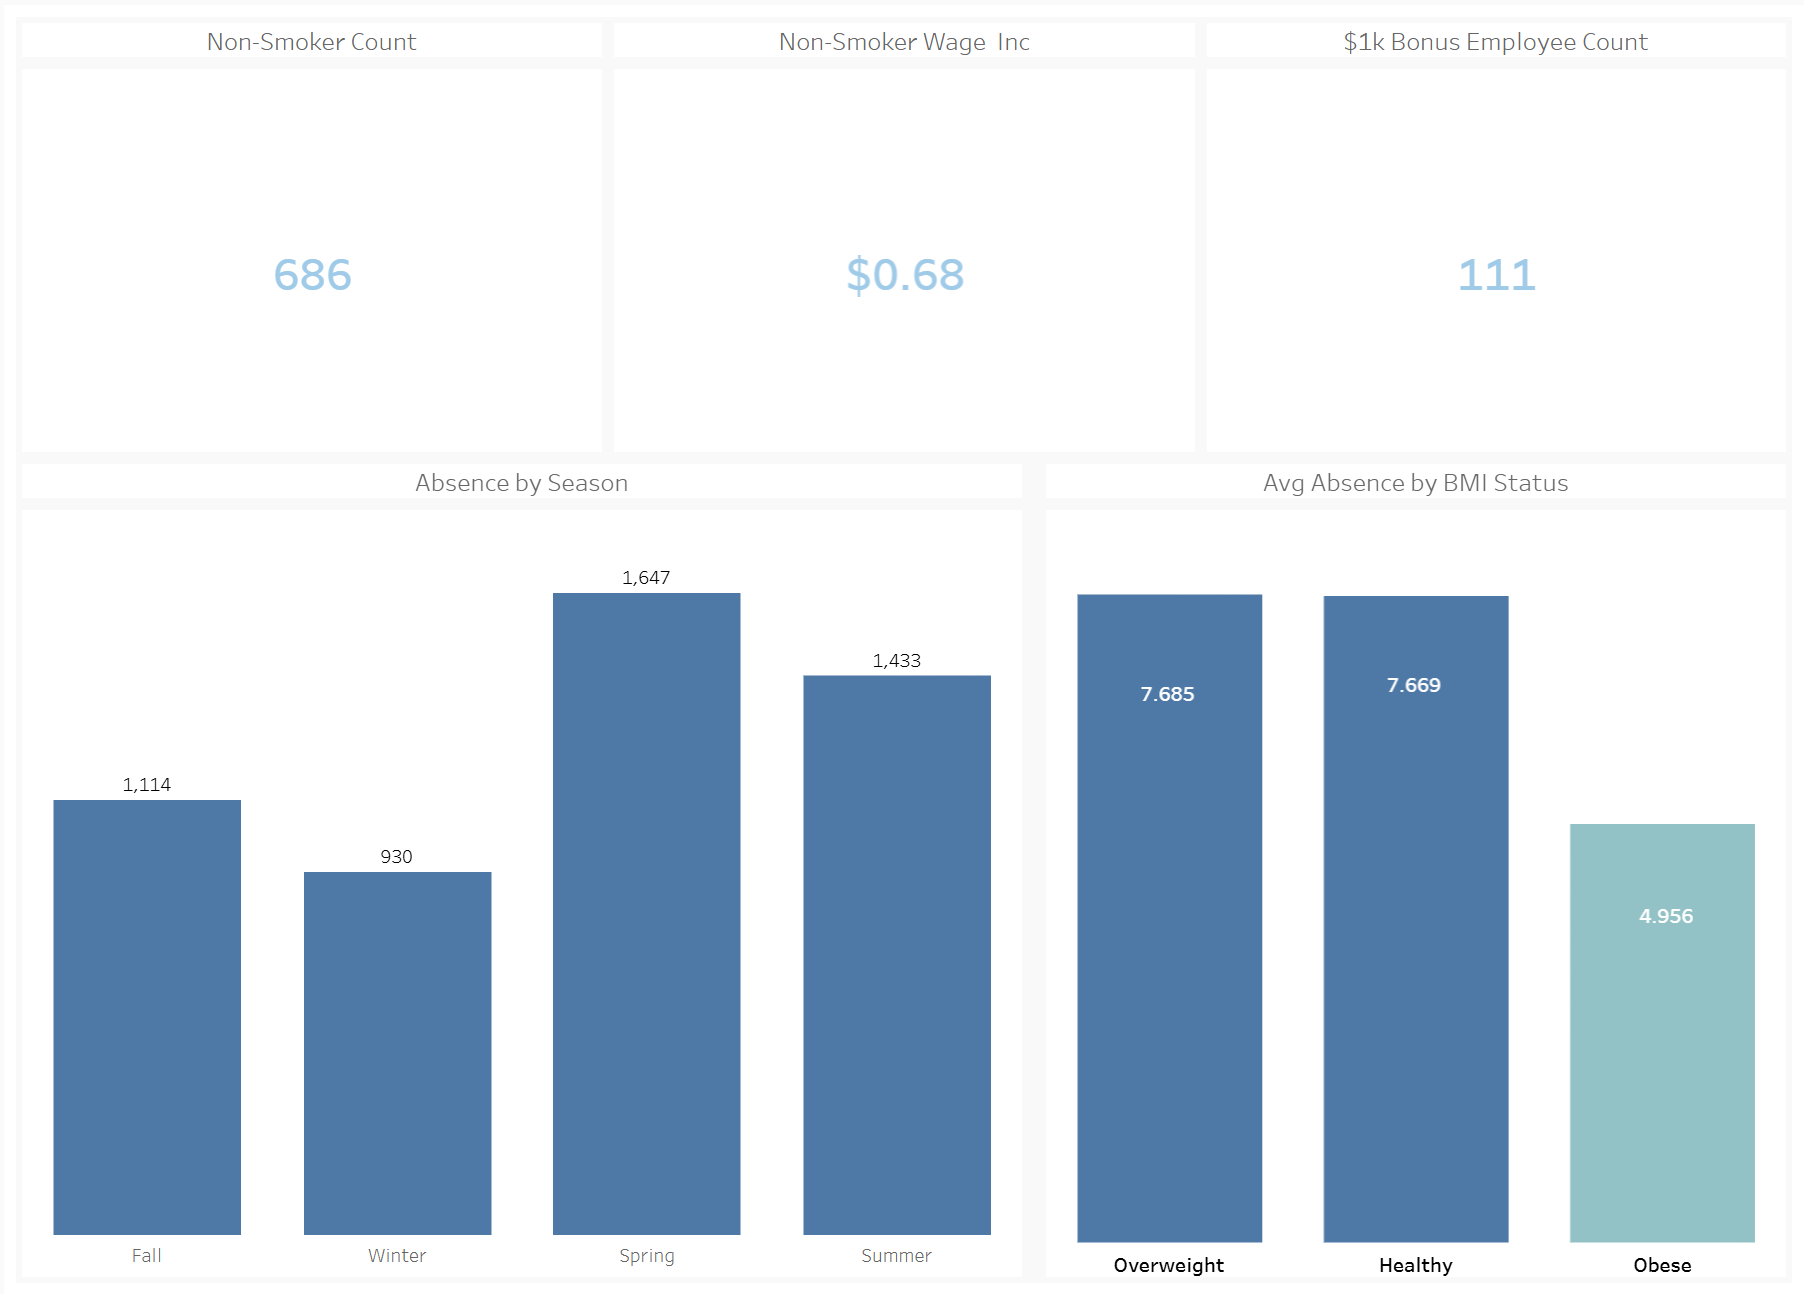 Non-Smoker Count
Non-Smoker Wage  Inc
$1k Bonus Employee Count
686
$0.68
111
Absence by Season
1,114
930
1,647
1,433
Fall
Winter
Spring
Summer
Avg Absence by BMI Status
7.685
7.669
4.956
Overweight
Healthy
Obese